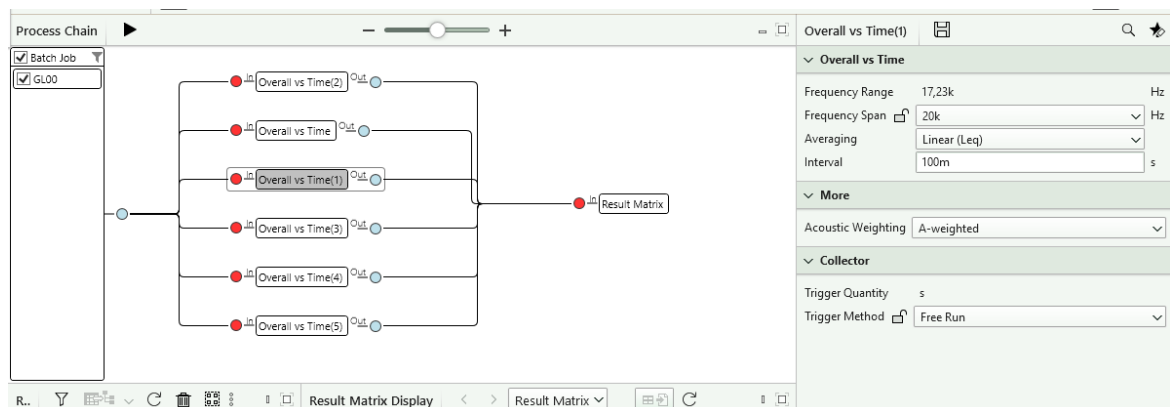 Process Chain
Batch Job
GL00
In Overall vs Time(2) Out
In Overall vs Time Out
In Overall vs Time(1) Out
In Overall vs Time(3) Out
In Overall vs Time(4) Out
In Overall vs Time(5) Out
In Result Matrix
Overall vs Time(1)
Overall vs Time
Frequency Range 17,23k Hz
Frequency Span 20k Hz
Averaging Linear (Leq)
Interval 100m s
More
Acoustic Weighting A-weighted
Collector
Trigger Quantity s
Trigger Method Free Run
R.. Result Matrix Display Result Matrix